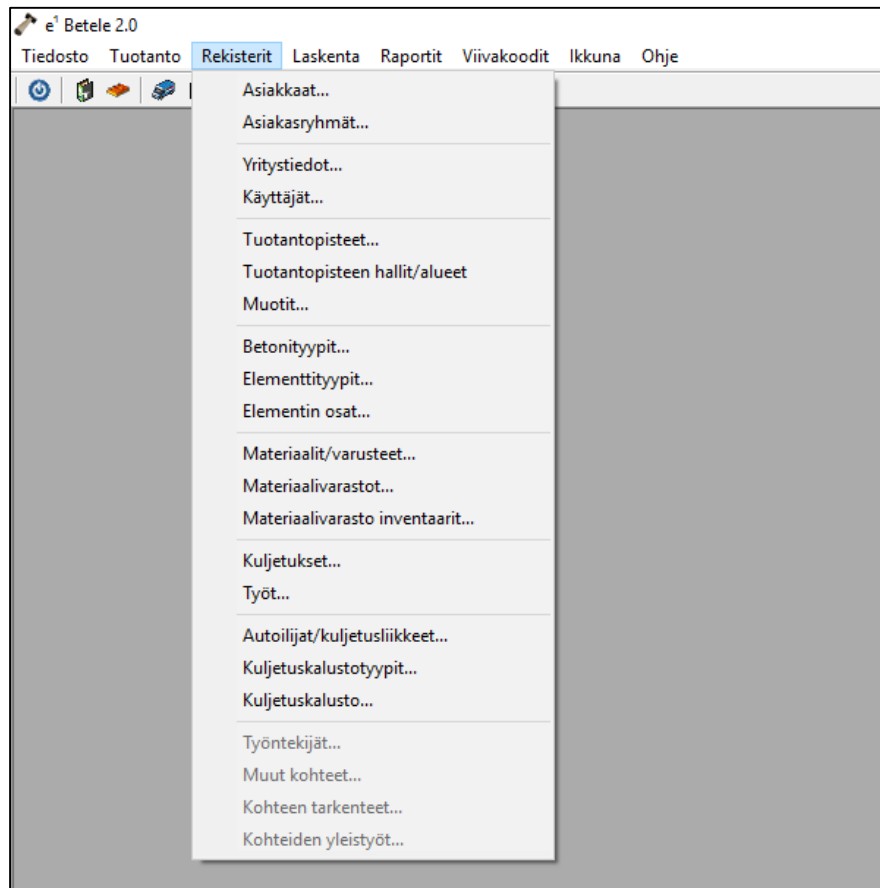 e¹ Betele 2.0
Tiedosto Tuotanto Rekisterit Laskenta Raportit Viivakoodit Ikkuna Ohje
Asiakkaat...
Asiakasryhmät...
Yritystiedot...
Käyttäjät...
Tuotantopisteet...
Tuotantopisteen hallit/alueet
Muotit...
Betonityypit...
Elementtityypit...
Elementin osat...
Materiaalit/varusteet...
Materiaalivarastot...
Materiaalivarasto inventaarit...
Kuljetukset...
Työt...
Autoilijat/kuljetusliikkeet...
Kuljetuskalustotyypit...
Kuljetuskalusto...
Työntekijät...
Muut kohteet...
Kohteen tarkenteet...
Kohteiden yleistyöt...